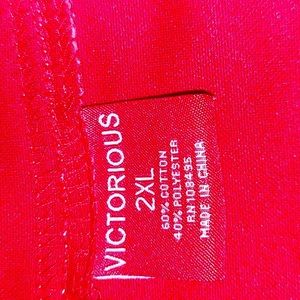 VICTORIOUS
2XL
60% COTTON
40% POLYESTER
RN 108495
MADE IN CHINA